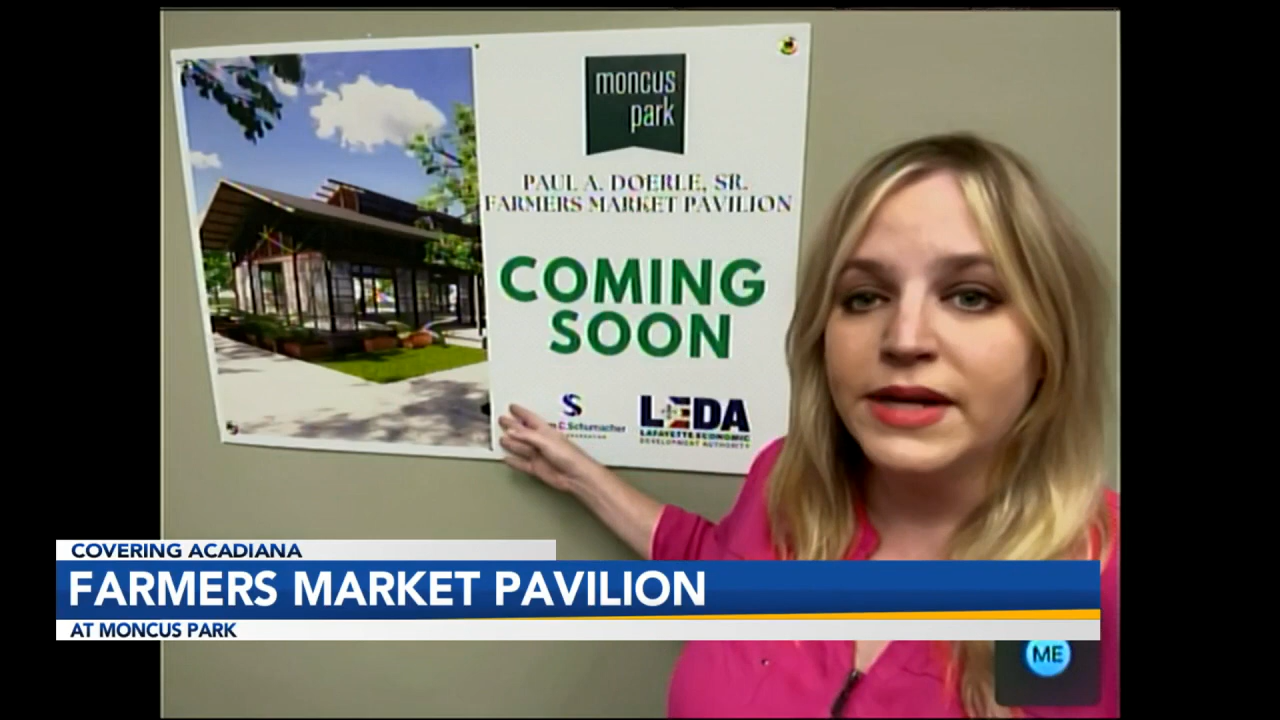 moncus
park
PAUL A. DOERLE, SR.
FARMERS MARKET PAVILION
COMING
SOON
C. Schumacher
LEDA
LAFAYETTE ECONOMIC
DEVELOPMENT AUTHORITY
COVERING ACADIANA
FARMERS MARKET PAVILION
AT MONCUS PARK
ME